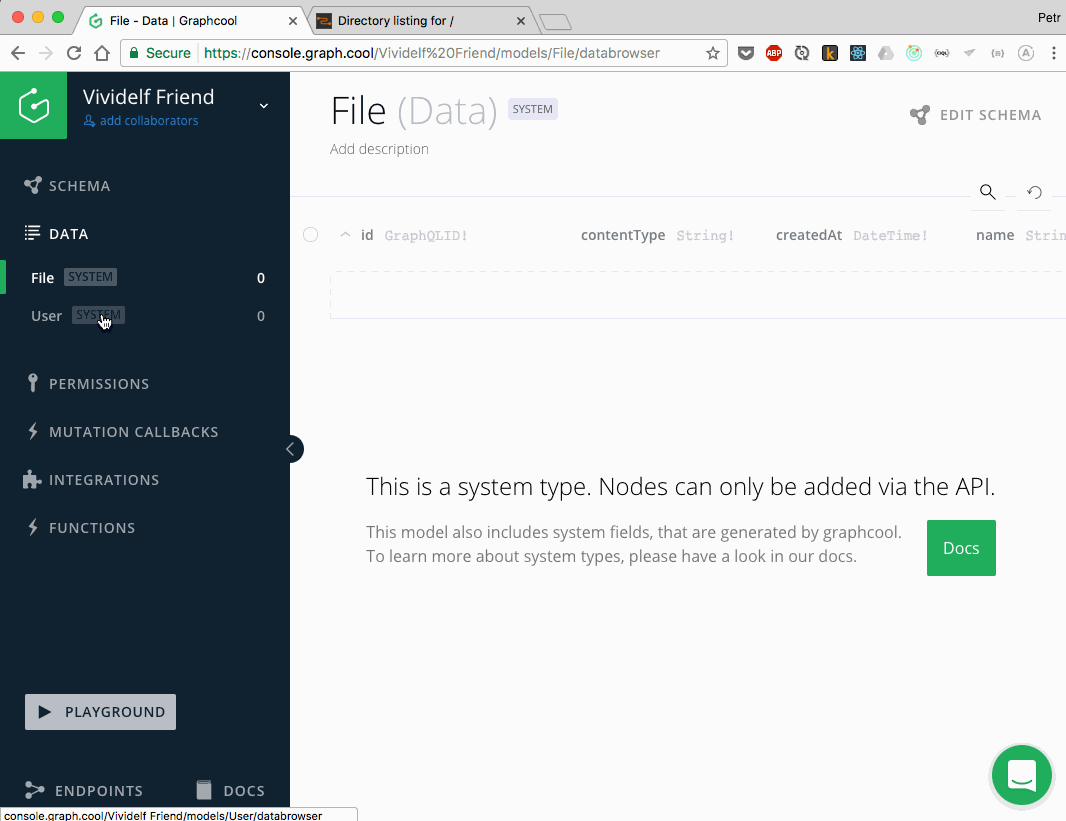 File - Data | Graphcool
Directory listing for /
Petr
Secure
https://console.graph.cool/Vividelf%20Friend/models/File/databrowser
ABP
Vividelf Friend
add collaborators
File (Data) SYSTEM
EDIT SCHEMA
Add description
SCHEMA
DATA
id GraphQLID! contentType String! createdAt DateTime! name Strin
File SYSTEM 0
User SYSTEM 0
PERMISSIONS
MUTATION CALLBACKS
INTEGRATIONS
FUNCTIONS
This is a system type. Nodes can only be added via the API.
This model also includes system fields, that are generated by graphcool.
To learn more about system types, please have a look in our docs.
Docs
PLAYGROUND
ENDPOINTS
DOCS
console.graph.cool/Vividelf Friend/models/User/databrowser